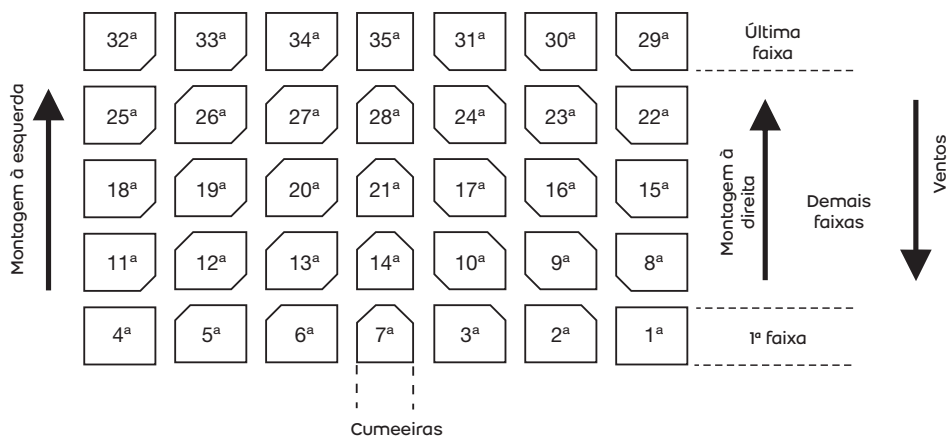 32ª 33ª 34ª 35ª 31ª 30ª 29ª
Última
faixa
25ª 26ª 27ª 28ª 24ª 23ª 22ª
18ª 19ª 20ª 21ª 17ª 16ª 15ª
11ª 12ª 13ª 14ª 10ª 9ª 8ª
4ª 5ª 6ª 7ª 3ª 2ª 1ª
Montagem à esquerda
Montagem à
direita
Demais
faixas
Ventos
1ª faixa
Cumeeiras